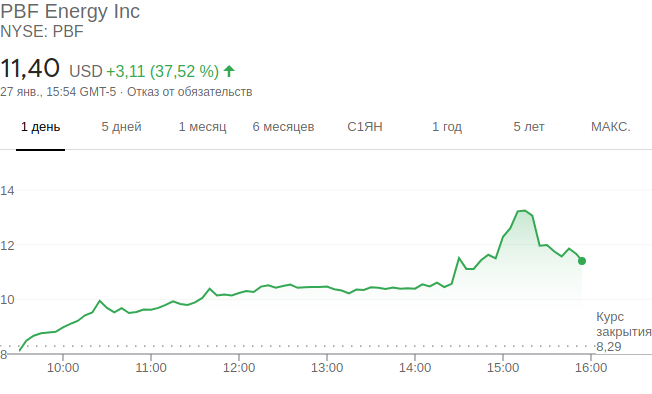 PBF Energy Inc
NYSE: PBF
11,40 USD +3,11 (37,52 %)
27 янв., 15:54 GMT-5 · Отказ от обязательств
1 день 5 дней 1 месяц 6 месяцев С1ЯН 1 год 5 лет МАКС.
14
12
10
8
Курс
закрытия
8,29
10:00 11:00 12:00 13:00 14:00 15:00 16:00